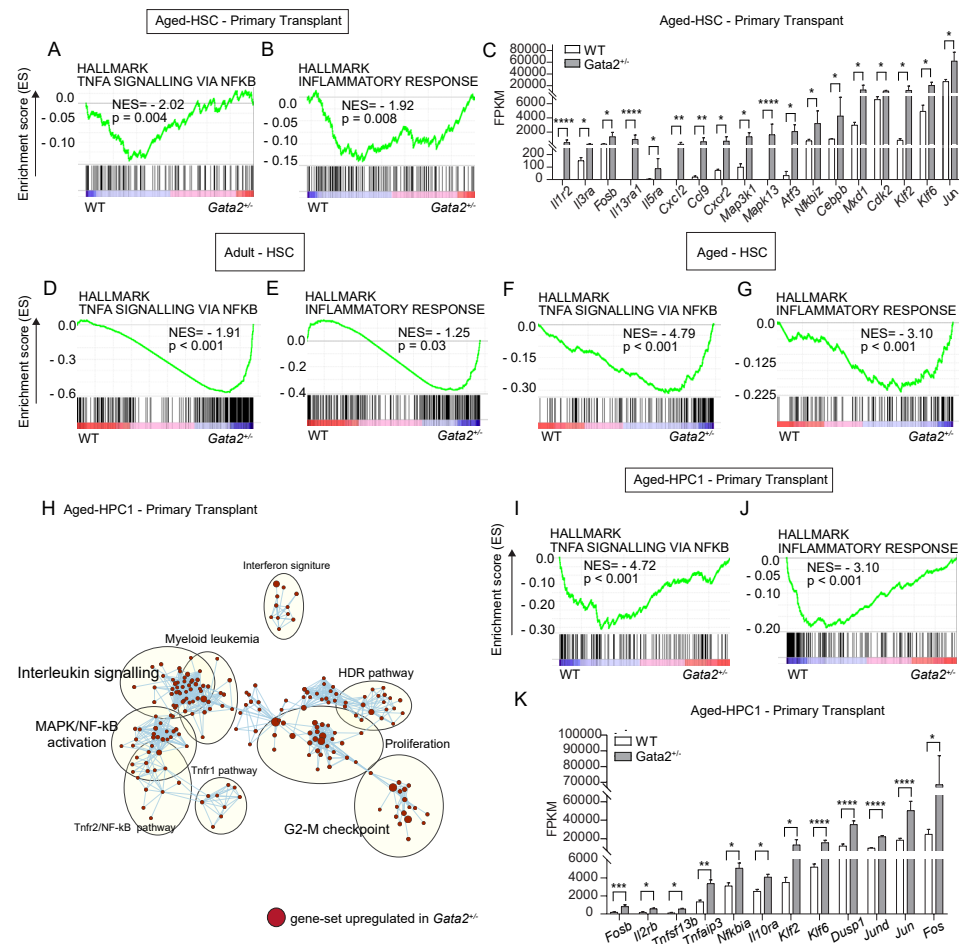 Aged-HSC - Primary Transplant
A
HALLMARK
TNFA SIGNALLING VIA NFKB
Enrichment score (ES)
0.0
- 0.05
- 0.10
NES= - 2.02
p = 0.004
WT
Gata2+/-
B
HALLMARK
INFLAMMATORY RESPONSE
0.0
- 0.05
- 0.10
- 0.15
NES= - 1.92
p = 0.008
WT
Gata2+/-
Aged-HSC - Primary Transpant
C
WT
Gata2+/-
FPKM
80000
60000
40000
20000
6000
4000
2000
200
100
0
**** * * **** * ** ** ** * **** * * * * * * * *
Il1r2 Il3ra Fosb Il13ra1 Il5ra Cxcl2 Ccl9 Cxcr2 Map3k1 Mapk13 Atf3 Nfkbiz Cebpb Mxd1 Cdk2 Klf2 Klf6 Jun
Adult - HSC
D
HALLMARK
TNFA SIGNALLING VIA NFKB
Enrichment score (ES)
0.0
- 0.3
- 0.6
NES= - 1.91
p < 0.001
WT
Gata2+/-
E
HALLMARK
INFLAMMATORY RESPONSE
0.0
- 0.2
- 0.4
NES= - 1.25
p = 0.03
WT
Gata2+/-
Aged - HSC
F
HALLMARK
TNFA SIGNALLING VIA NFKB
0.0
-0.15
- 0.30
NES= - 4.79
p < 0.001
WT
Gata2+/-
G
HALLMARK
INFLAMMATORY RESPONSE
0.0
-0.125
- 0.225
NES= - 3.10
p < 0.001
WT
Gata2+/-
H Aged-HPC1 - Primary Transplant
Interferon signiture
Myeloid leukemia
Interleukin signalling
HDR pathway
MAPK/NF-kB
activation
Proliferation
Tnfr1 pathway
Tnfr2/NF-kB pathway
G2-M checkpoint
gene-set upregulated in Gata2+/-
Aged-HPC1 - Primary Transplant
I
HALLMARK
TNFA SIGNALLING VIA NFKB
Enrichment score (ES)
0.0
- 0.10
- 0.20
- 0.30
NES= - 4.72
p < 0.001
WT
Gata2+/-
J
HALLMARK
INFLAMMATORY RESPONSE
0.0
- 0.05
- 0.10
- 0.20
NES= - 3.10
p < 0.001
WT
Gata2+/-
K
Aged-HPC1 - Primary Transplant
WT
Gata2+/-
FPKM
100000
90000
80000
70000
60000
40000
20000
6000
4000
2000
0
*** * * ** * * * **** **** **** **** *
Fosb Il2rb Tnfsf13b Tnfaip3 Nfkbia Il10ra Klf2 Klf6 Dusp1 Jund Jun Fos